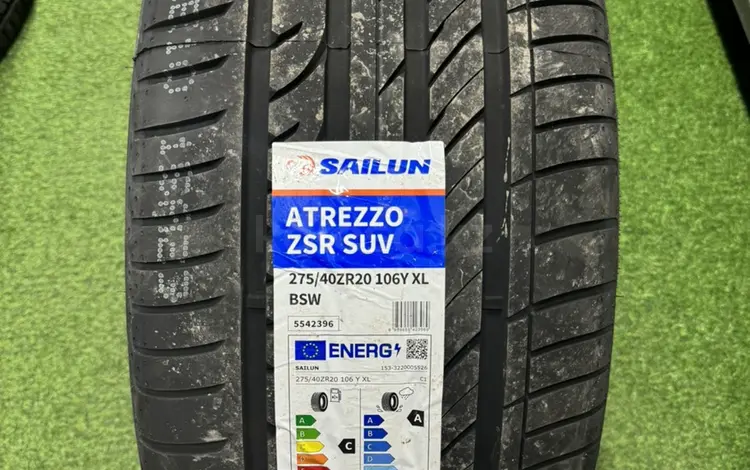 SAILUN
ATREZZO
ZSR SUV
275/40ZR20 106Y XL
BSW
5542396
ENERG
SAILUN
275/40ZR20 106 Y XL
C1
A
B
C
D
E
C
A
B
C
D
A